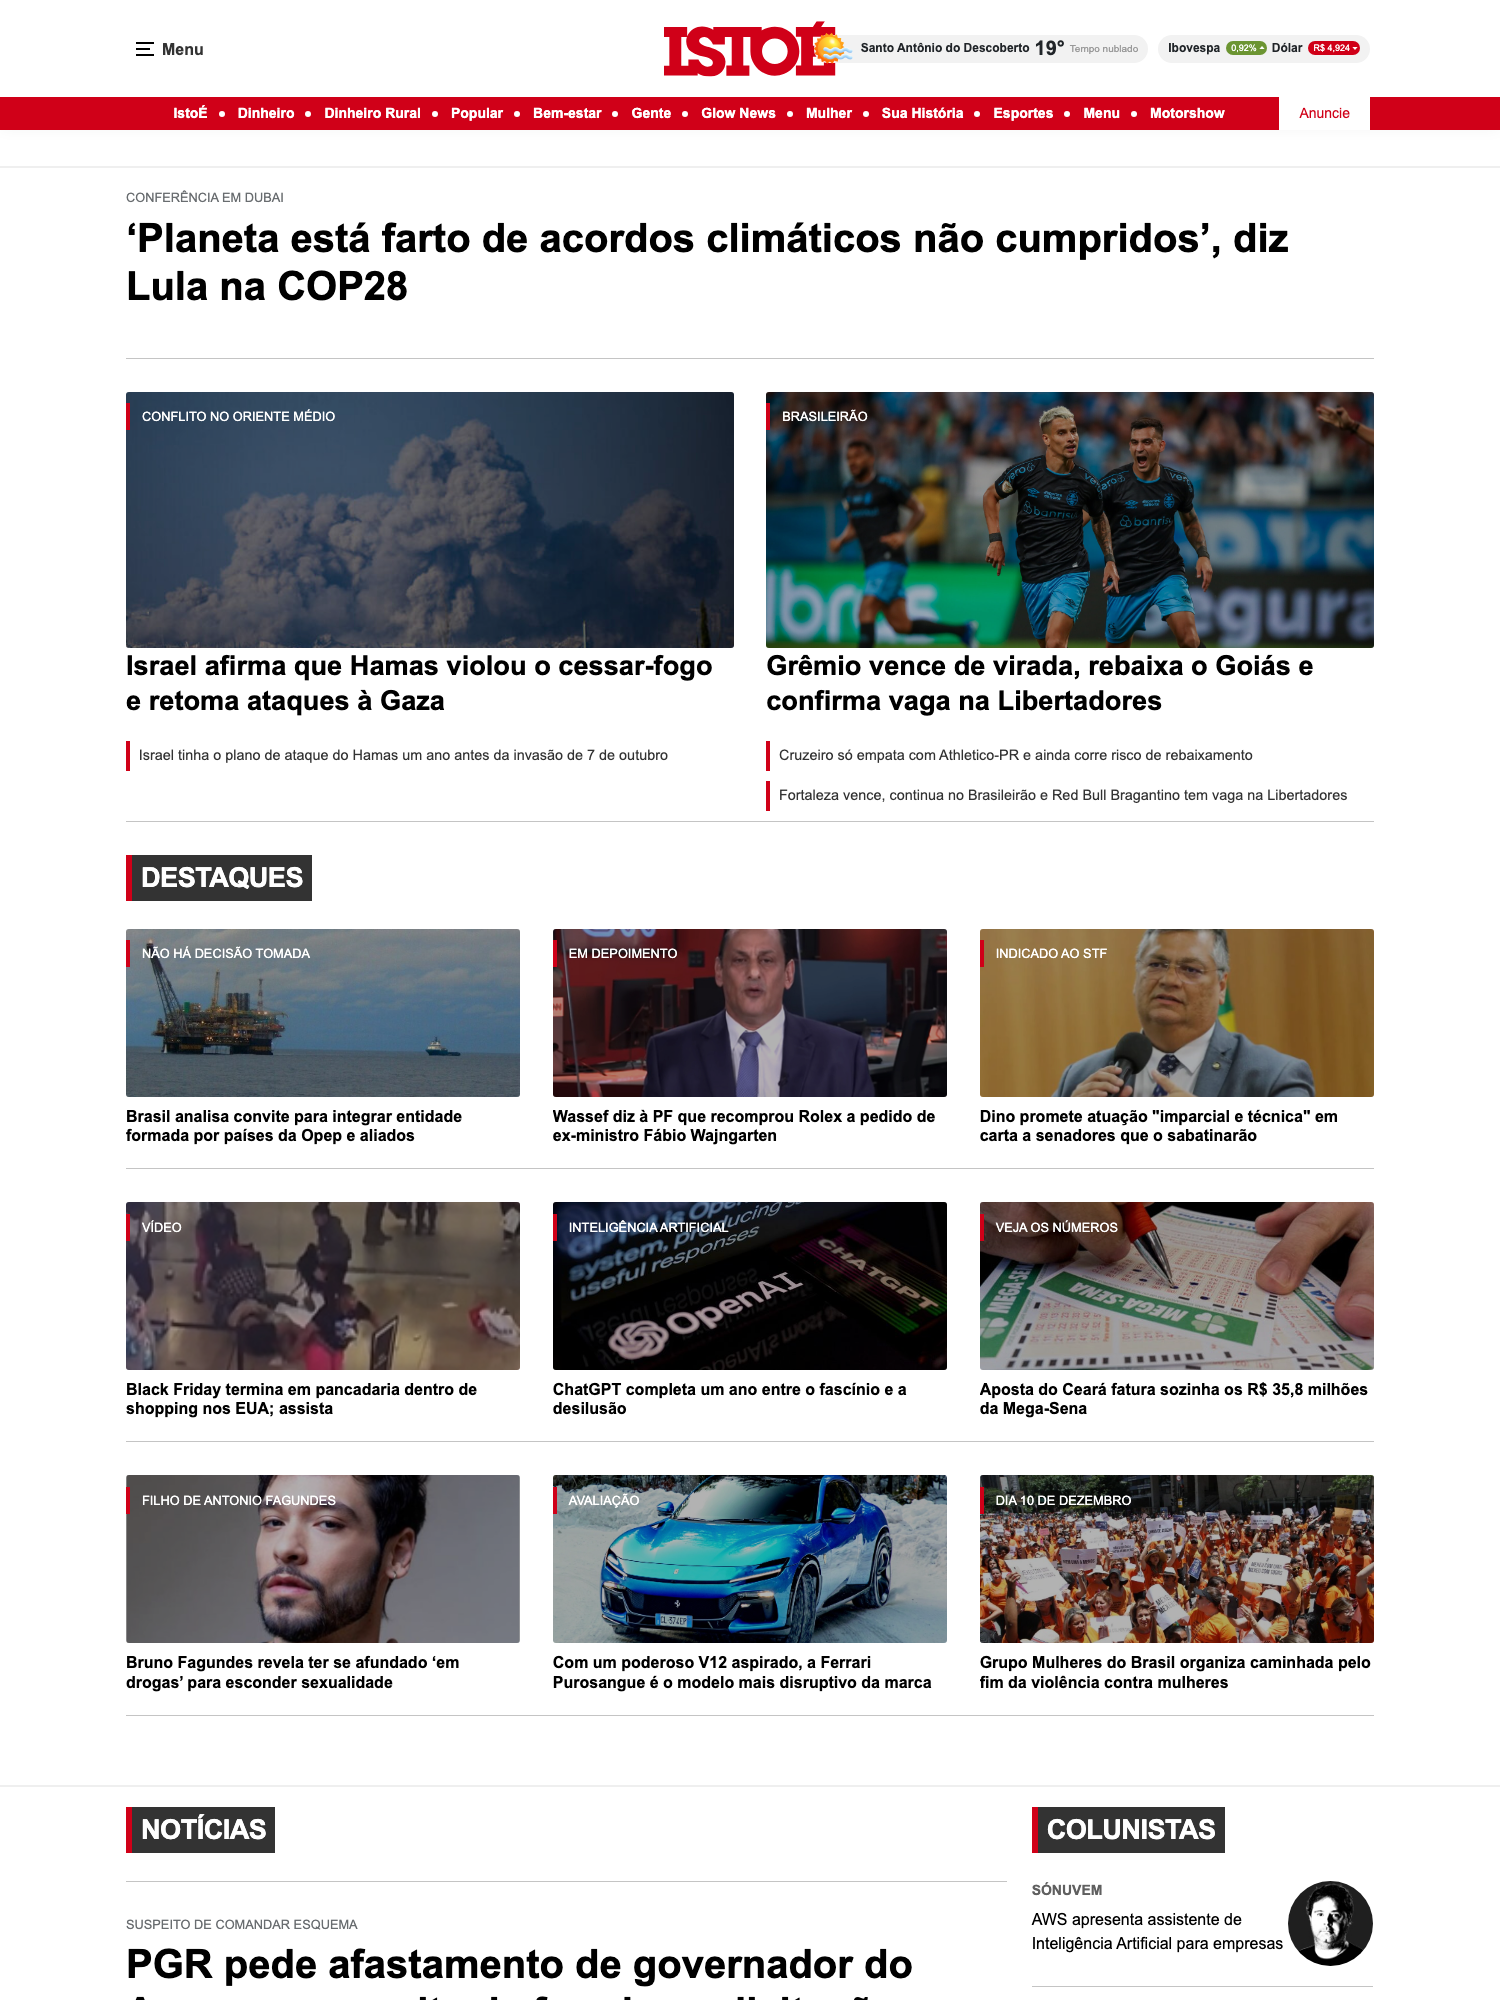 Menu
ISTOÉ
Santo Antônio do Descoberto 19° Tempo nublado
Ibovespa 0,92% Dólar R$ 4,924
IstoÉ • Dinheiro • Dinheiro Rural • Popular • Bem-estar • Gente • Glow News • Mulher • Sua História • Esportes • Menu • Motorshow
Anuncie
CONFERÊNCIA EM DUBAI
‘Planeta está farto de acordos climáticos não cumpridos’, diz
Lula na COP28
CONFLITO NO ORIENTE MÉDIO
Israel afirma que Hamas violou o cessar-fogo
e retoma ataques à Gaza
Israel tinha o plano de ataque do Hamas um ano antes da invasão de 7 de outubro
BRASILEIRÃO
banrisul
Grêmio vence de virada, rebaixa o Goiás e
confirma vaga na Libertadores
Cruzeiro só empata com Athletico-PR e ainda corre risco de rebaixamento
Fortaleza vence, continua no Brasileirão e Red Bull Bragantino tem vaga na Libertadores
DESTAQUES
NÃO HÁ DECISÃO TOMADA
Brasil analisa convite para integrar entidade
formada por países da Opep e aliados
EM DEPOIMENTO
Wassef diz à PF que recomprou Rolex a pedido de
ex-ministro Fábio Wajngarten
INDICADO AO STF
Dino promete atuação "imparcial e técnica" em
carta a senadores que o sabatinarão
VÍDEO
Black Friday termina em pancadaria dentro de
shopping nos EUA; assista
INTELIGÊNCIA ARTIFICIAL
system, producing s
useful responses
CHATGPT
OpenAI
ChatGPT completa um ano entre o fascínio e a
desilusão
VEJA OS NÚMEROS
MEGA-SENA
MEGA-SENA
Aposta do Ceará fatura sozinha os R$ 35,8 milhões
da Mega-Sena
FILHO DE ANTONIO FAGUNDES
Bruno Fagundes revela ter se afundado ‘em
drogas’ para esconder sexualidade
AVALIAÇÃO
Com um poderoso V12 aspirado, a Ferrari
Purosangue é o modelo mais disruptivo da marca
DIA 10 DE DEZEMBRO
Grupo Mulheres do Brasil organiza caminhada pelo
fim da violência contra mulheres
NOTÍCIAS
SUSPEITO DE COMANDAR ESQUEMA
PGR pede afastamento de governador do
COLUNISTAS
SÓNUVEM
AWS apresenta assistente de
Inteligência Artificial para empresas